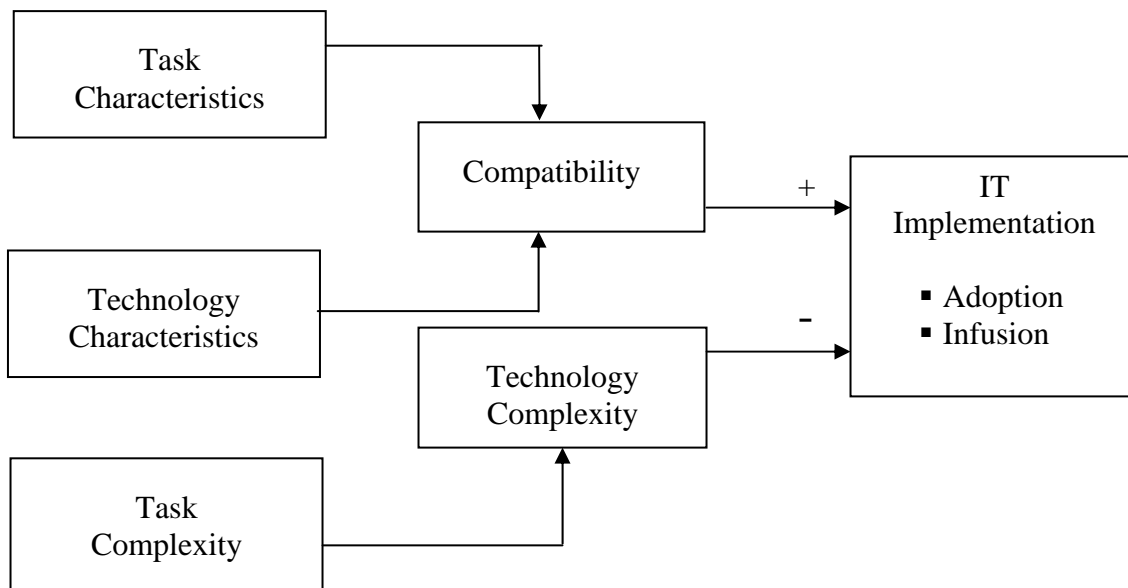 Task
Characteristics
Compatibility
+
IT
Implementation
▪ Adoption
▪ Infusion
Technology
Characteristics
-
Technology
Complexity
Task
Complexity